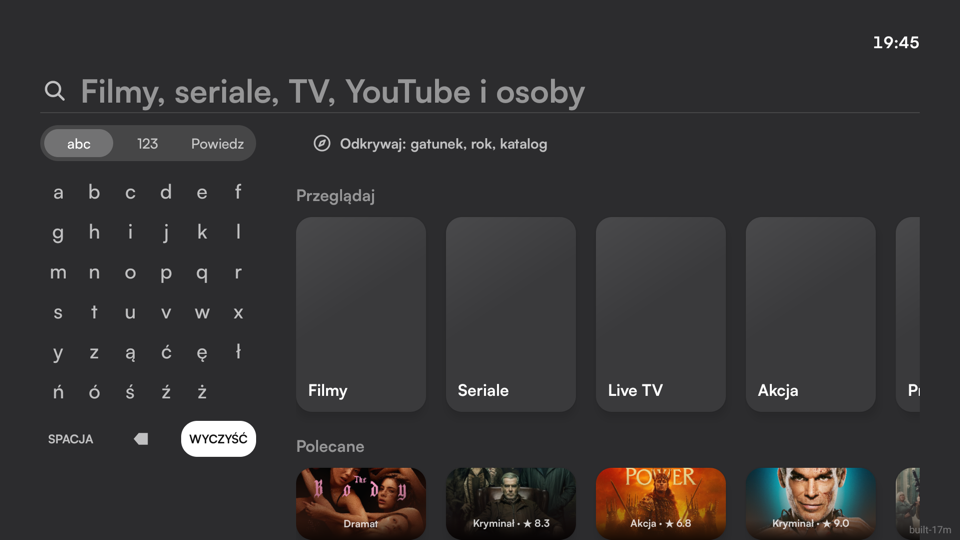 19:45
Filmy, seriale, TV, YouTube i osoby
abc 123 Powiedz
Odkrywaj: gatunek, rok, katalog
a b c d e f
g h i j k l
m n o p q r
s t u v w x
y z ą ć ę ł
ń ó ś ź ż
SPACJA WYCZYŚĆ
Przeglądaj
Filmy Seriale Live TV Akcja
Polecane
The Body POWER
Dramat Kryminał · ★ 8.3 Akcja · ★ 6.8 Kryminał · ★ 9.0
built-17m